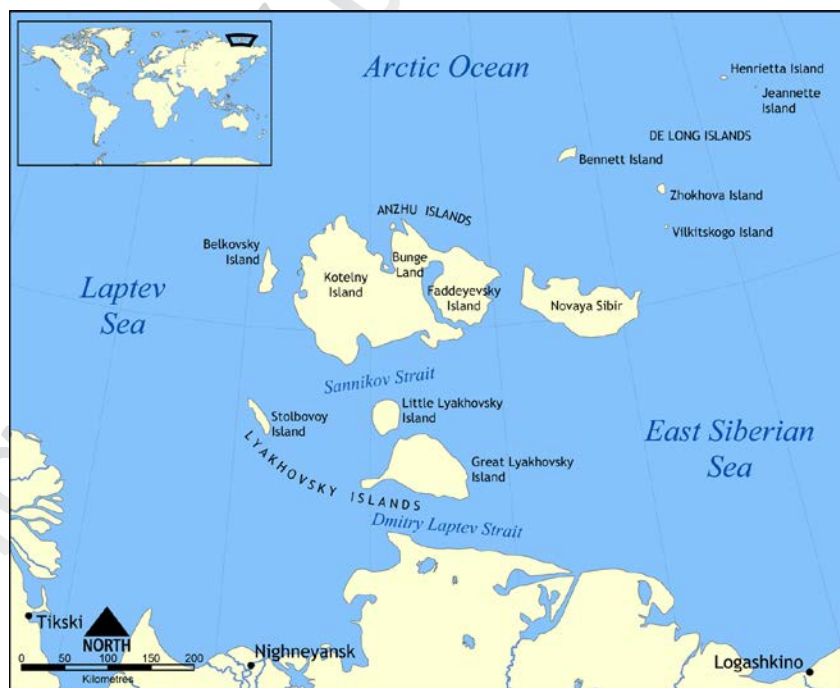 Arctic Ocean
Henrietta Island
Jeannette
Island
DE LONG ISLANDS
Bennett Island
Zhokhova Island
Vilkitskogo Island
ANZHU ISLANDS
Belkovsky
Island
Kotelny
Island
Bunge
Land
Faddeyevsky
Island
Novaya Sibir
Laptev
Sea
Sannikov Strait
Stolbovoy
Island
Little Lyakhovsky
Island
Great Lyakhovsky
Island
LYAKHOVSKY ISLANDS
East Siberian
Sea
Dmitry Laptev Strait
Tikski
NORTH
0 50 100 150 200
Kilometres
Nighneyansk
Logashkino